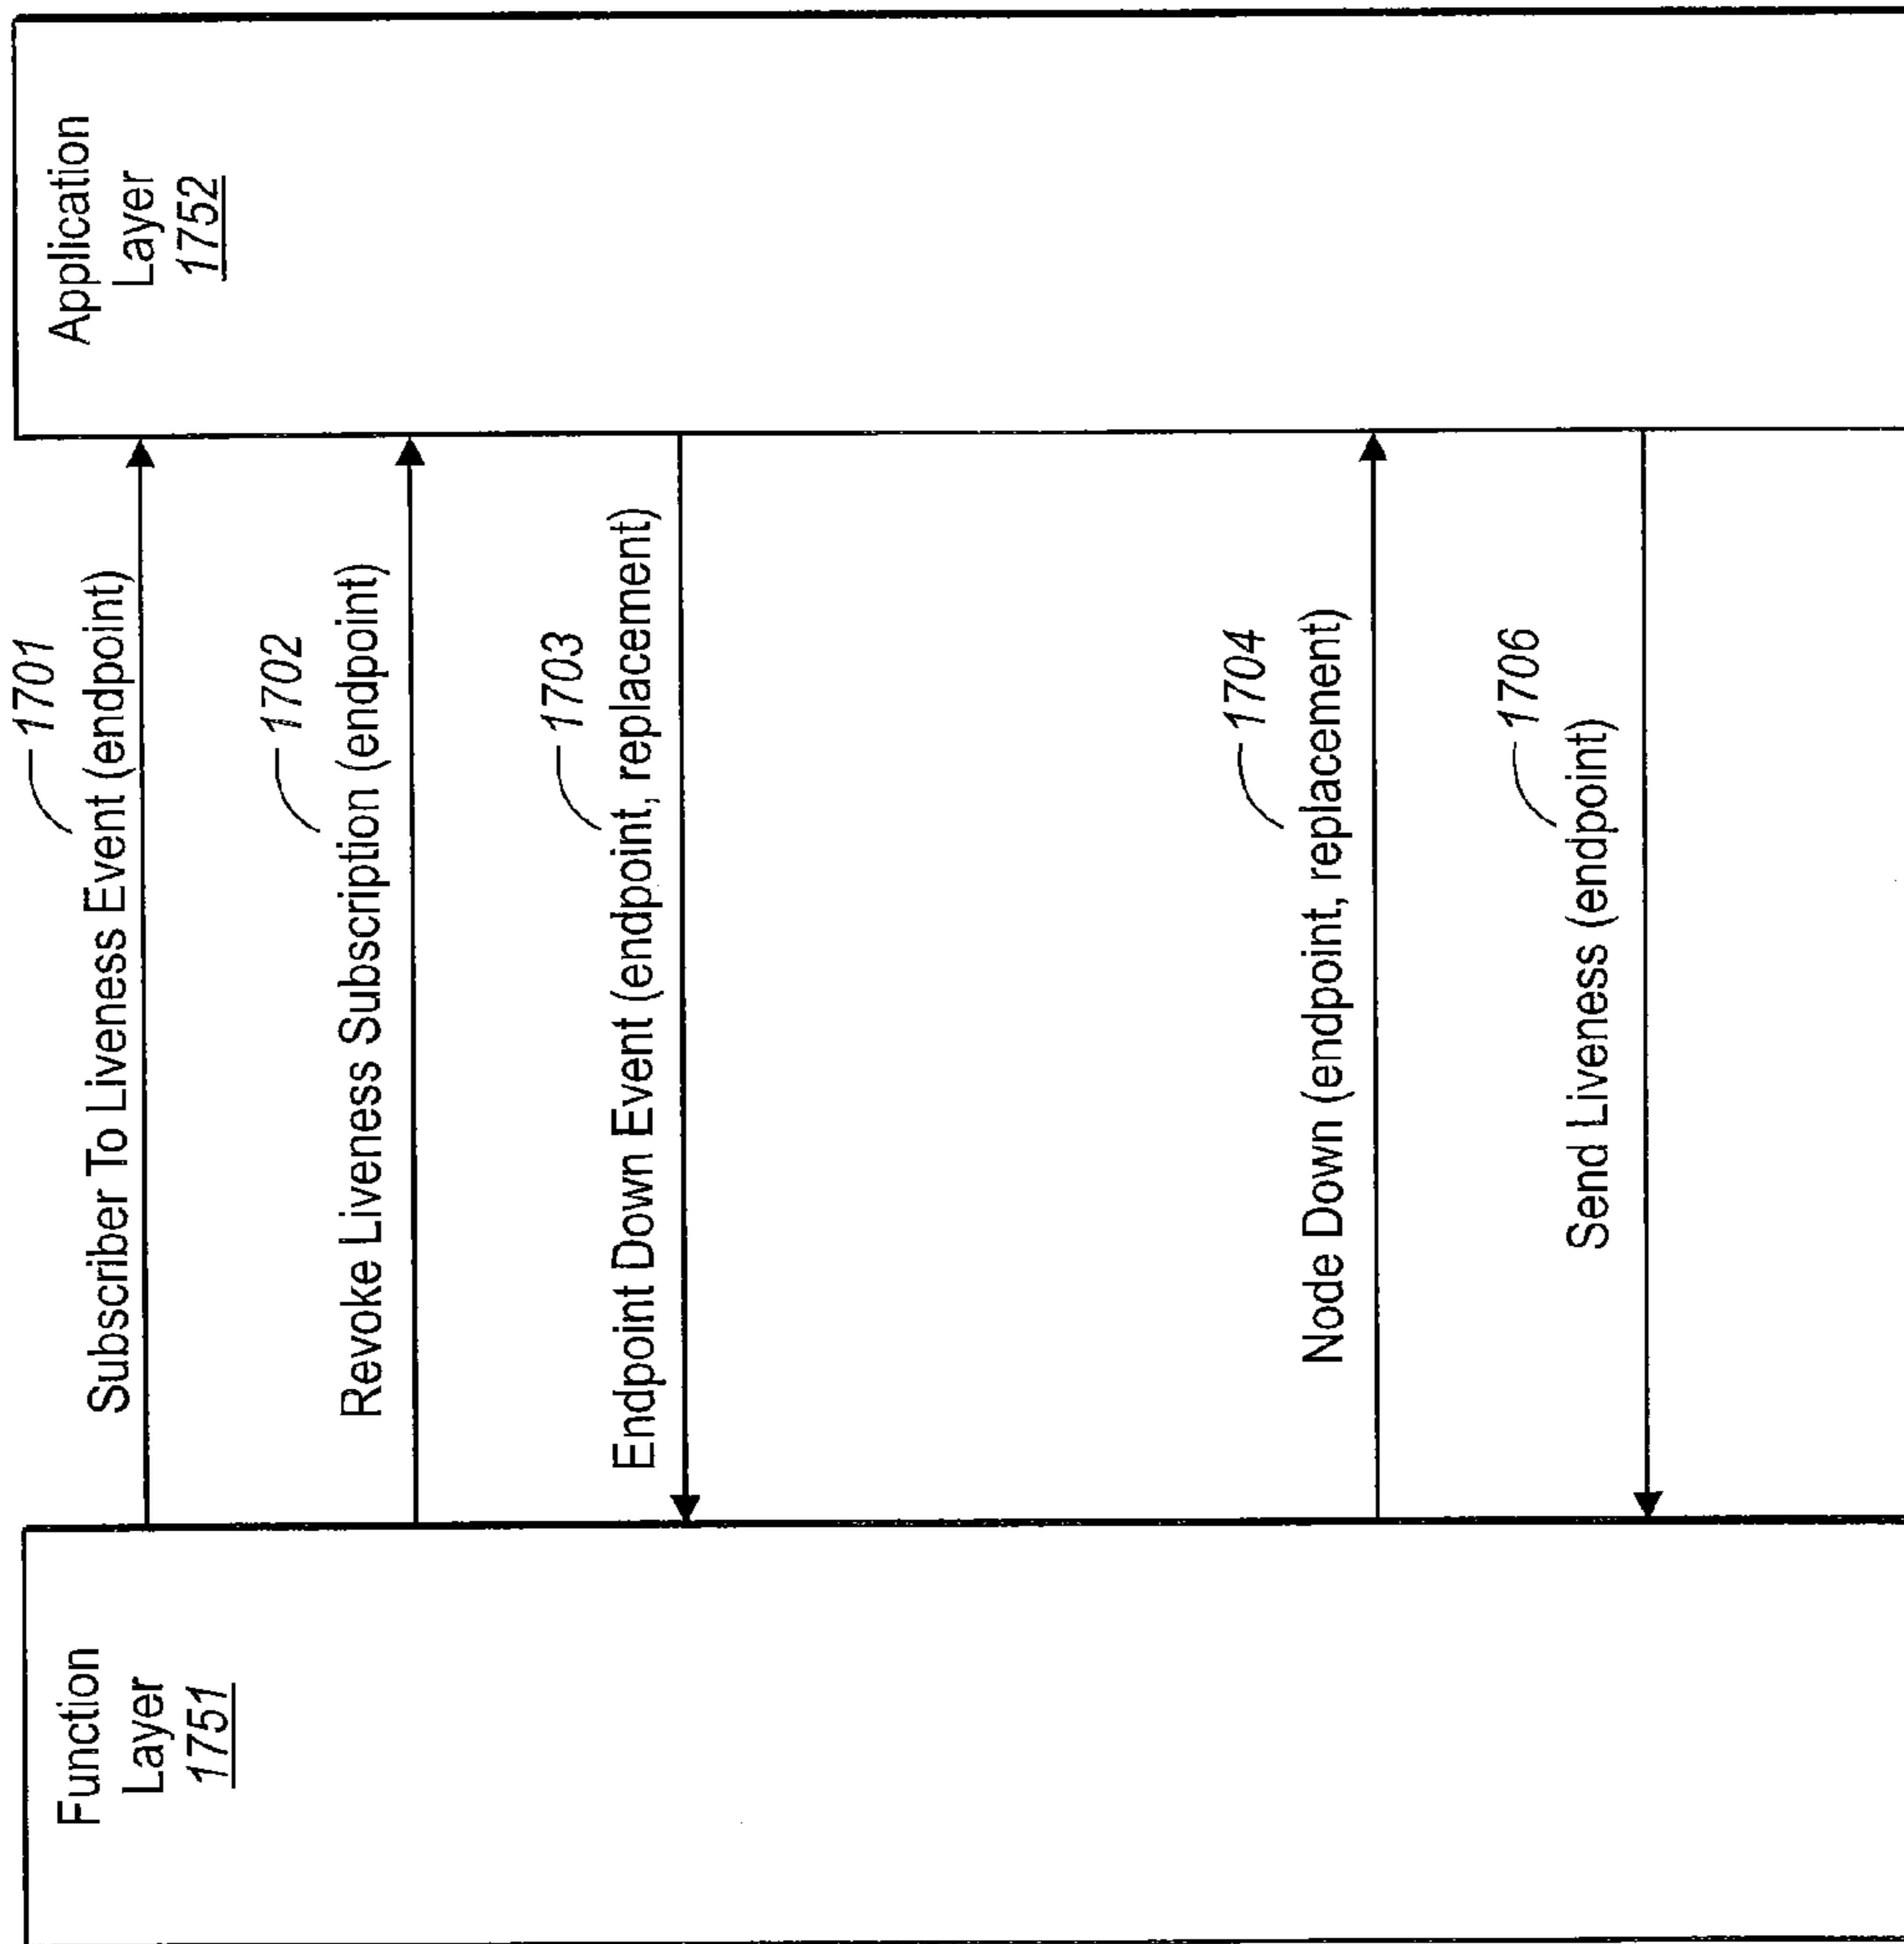 Function
Layer
1751
Application
Layer
1752
1701
Subscriber To Liveness Event (endpoint)
1702
Revoke Liveness Subscription (endpoint)
1703
Endpoint Down Event (endpoint, replacement)
1704
Node Down (endpoint, replacement)
1706
Send Liveness (endpoint)